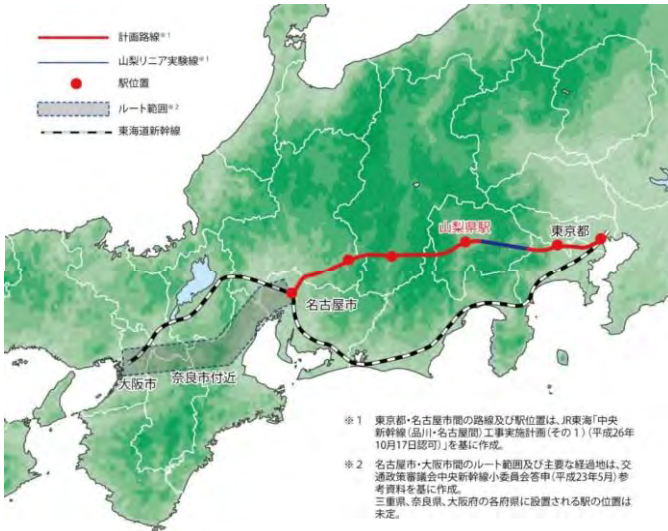 計画路線※1
山梨リニア実験線※1
駅位置
ルート範囲※2
東海道新幹線
山梨県駅
東京都
名古屋市
大阪市
奈良市付近
※1 東京都・名古屋市間の路線及び駅位置は、JR東海「中央
新幹線(品川・名古屋間)工事実施計画(その1)(平成26年
10月17日認可)」を基に作成。
※2 名古屋市・大阪市間のルート範囲及び主要な経過地は、交
通政策審議会中央新幹線小委員会答申(平成23年5月)参
考資料を基に作成。
三重県、奈良県、大阪府の各府県に設置される駅の位置は
未定。